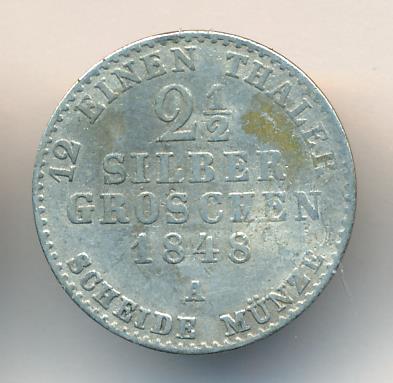 12 EINEN THALER
2 1/2
SILBER
GROSCHEN
1848
A
SCHEIDE MÜNZE